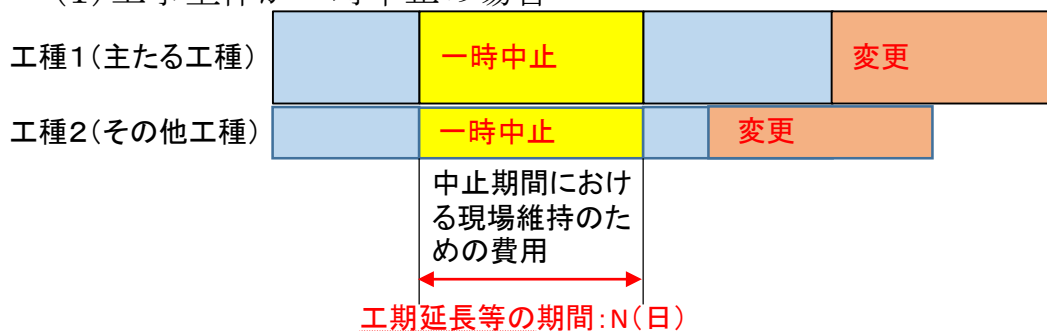 工種1(主たる工種)
一時中止
変更
工種2(その他工種)
一時中止
変更
中止期間におけ
る現場維持のた
めの費用
工期延長等の期間:N(日)